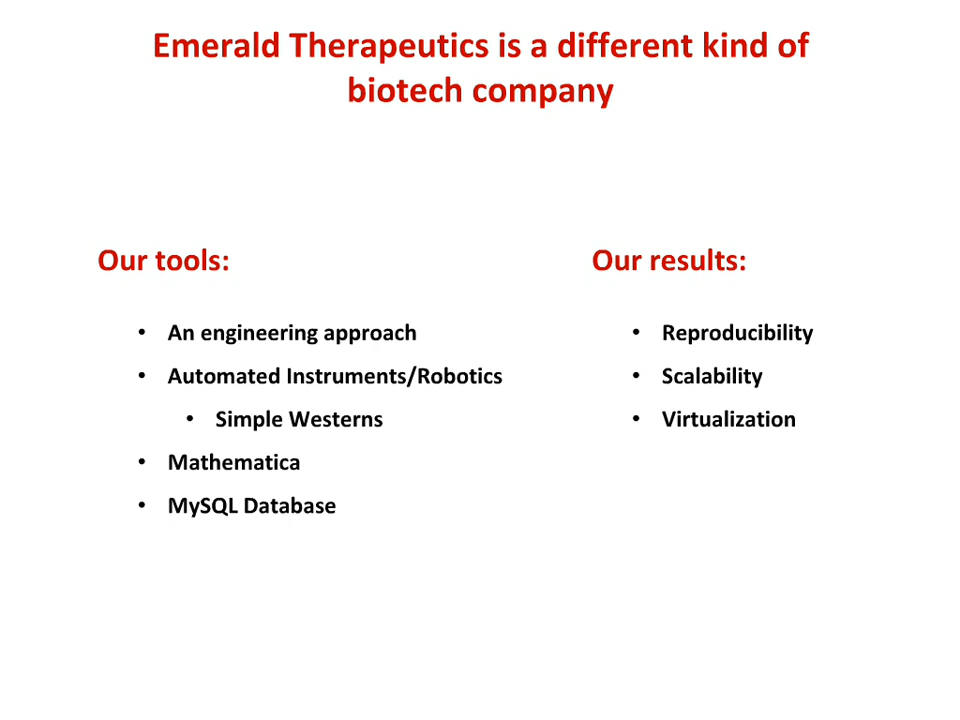 Emerald Therapeutics is a different kind of
biotech company
Our tools:
• An engineering approach
• Automated Instruments/Robotics
• Simple Westerns
• Mathematica
• MySQL Database
Our results:
• Reproducibility
• Scalability
• Virtualization